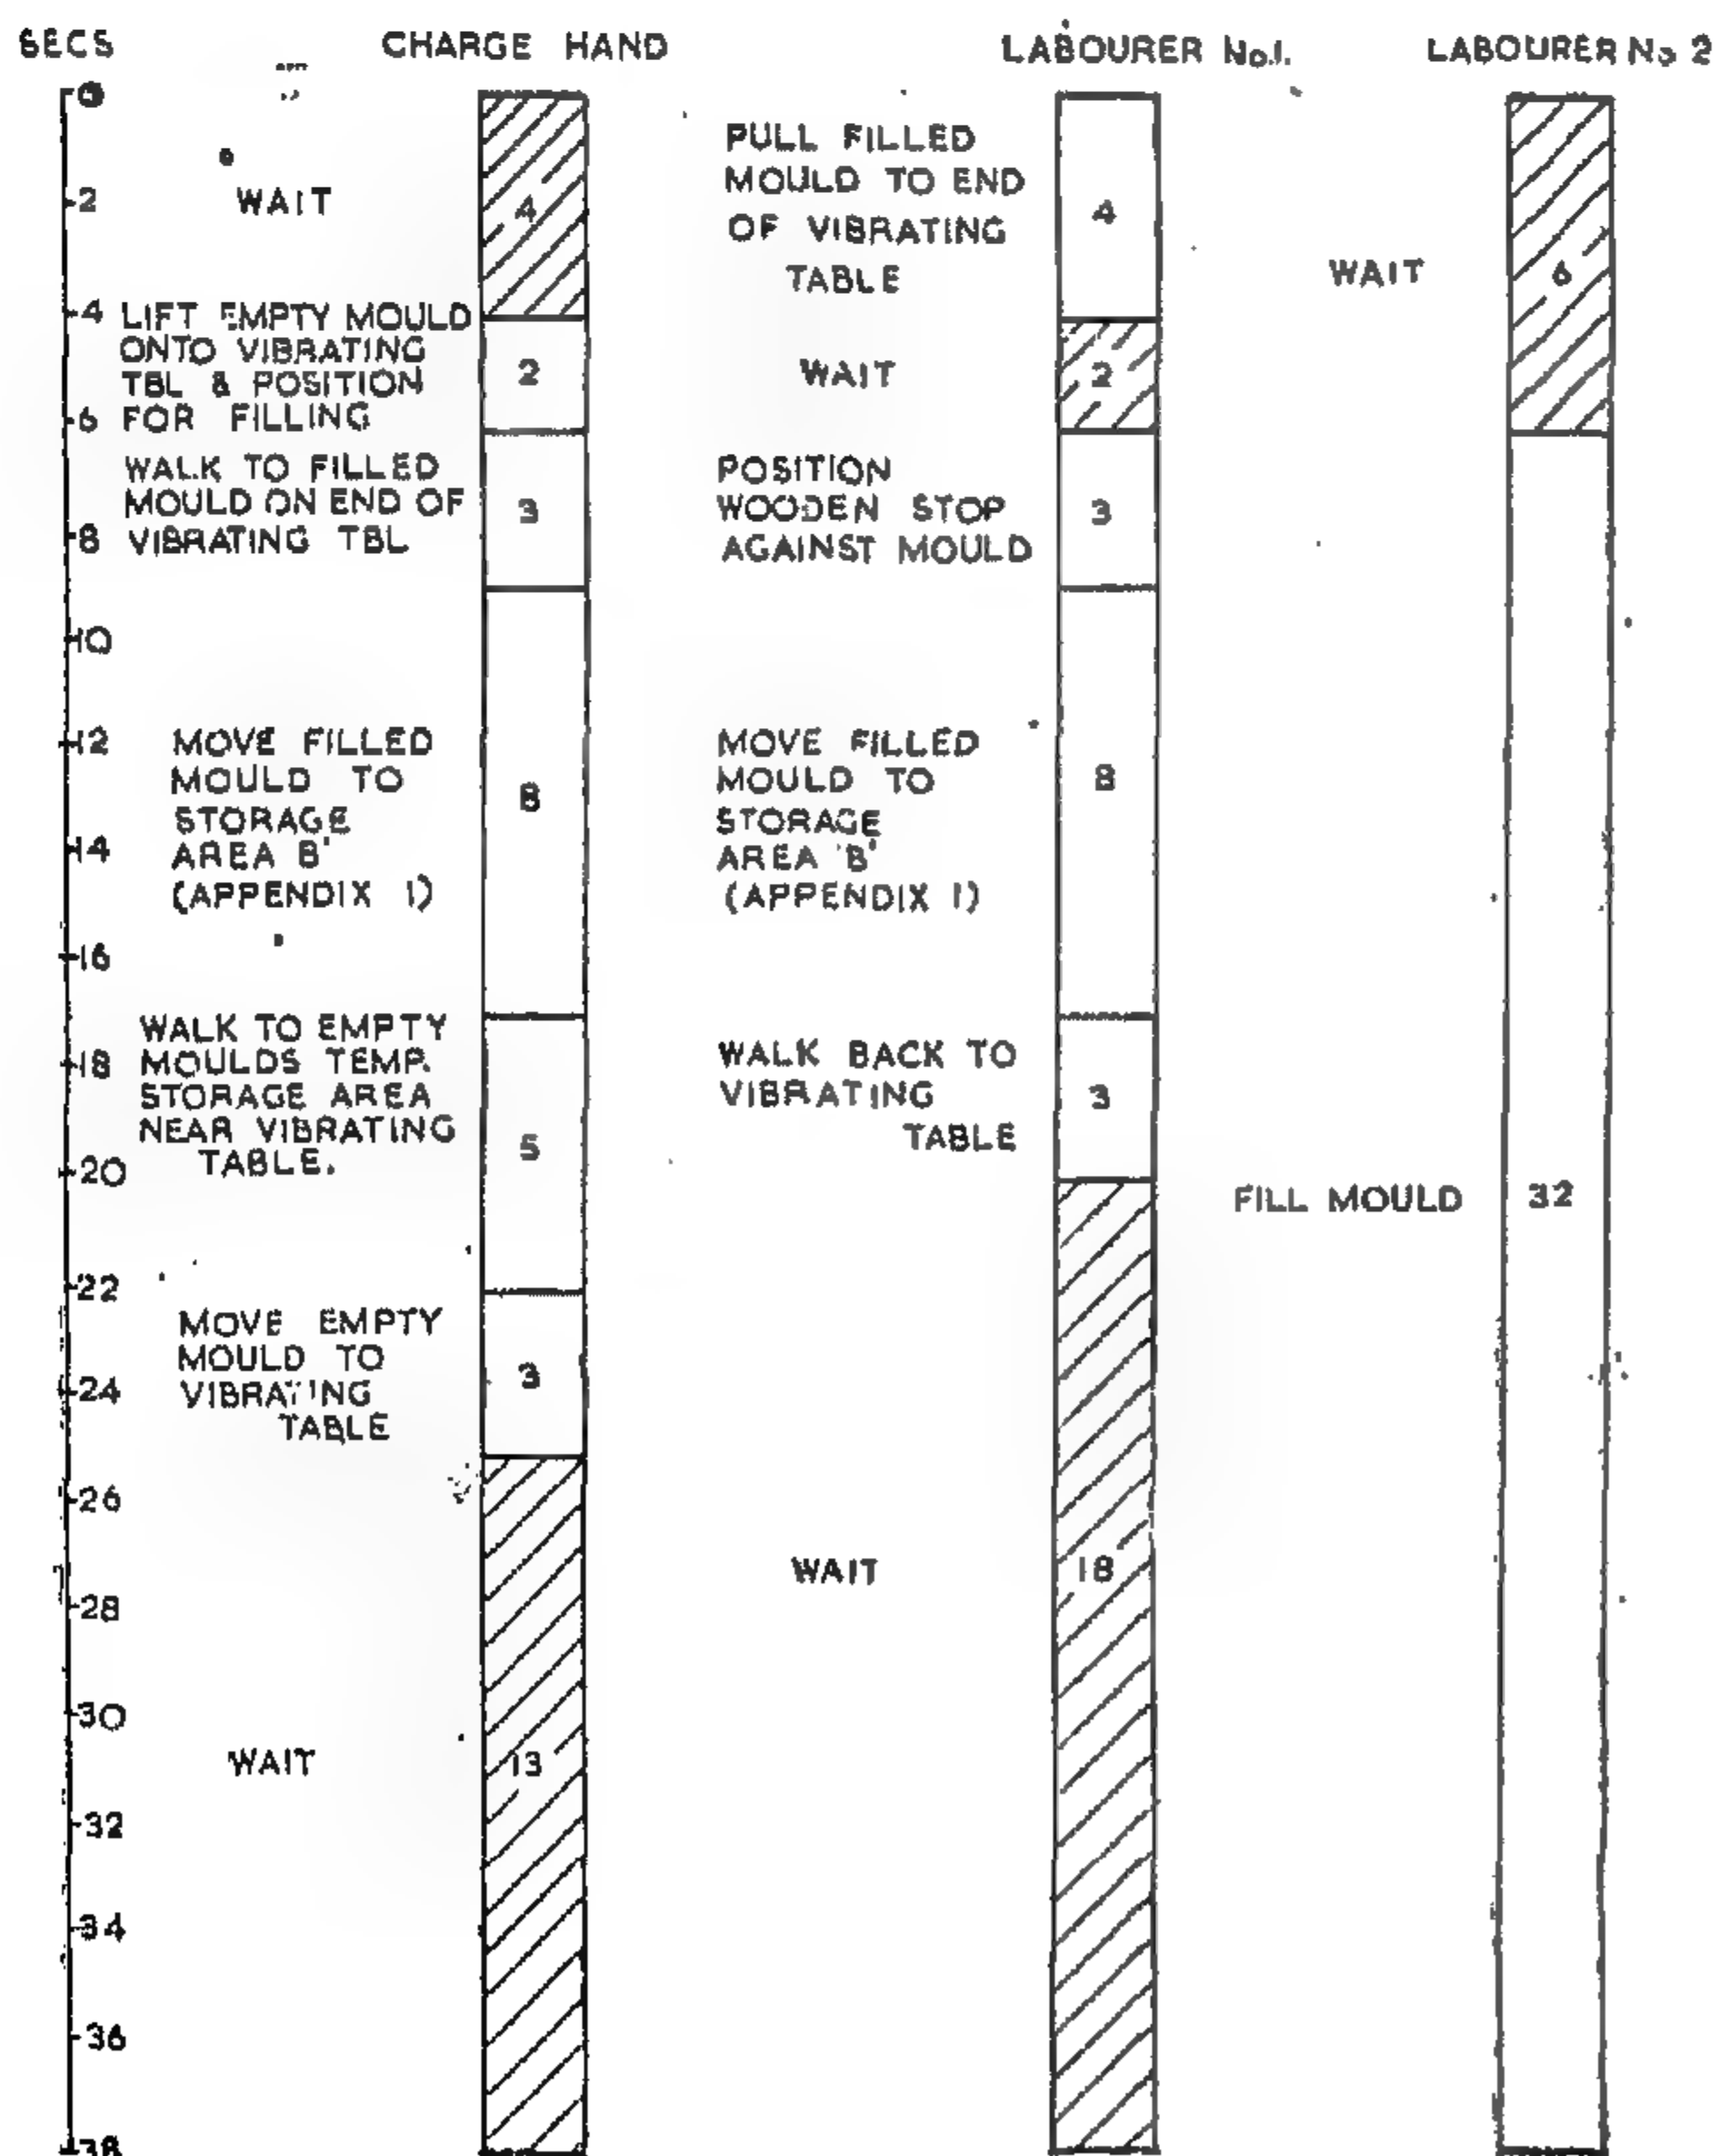 SECS
CHARGE HAND
LABOURER No.1.
LABOURER No 2
0
2
4
6
8
10
12
14
16
18
20
22
24
26
28
30
32
34
36
38
WAIT
4
LIFT EMPTY MOULD
ONTO VIBRATING
TBL & POSITION
FOR FILLING
2
WALK TO FILLED
MOULD ON END OF
VIBRATING TBL
3
MOVE FILLED
MOULD TO
STORAGE
AREA B'
(APPENDIX 1)
8
WALK TO EMPTY
MOULDS TEMP.
STORAGE AREA
NEAR VIBRATING
TABLE.
5
MOVE EMPTY
MOULD TO
VIBRATING
TABLE
3
WAIT
13
PULL FILLED
MOULD TO END
OF VIBRATING
TABLE
4
WAIT
2
POSITION
WOODEN STOP
AGAINST MOULD
3
MOVE FILLED
MOULD TO
STORAGE
AREA 'B'
(APPENDIX 1)
8
WALK BACK TO
VIBRATING
TABLE
3
WAIT
18
WAIT
6
FILL MOULD
32